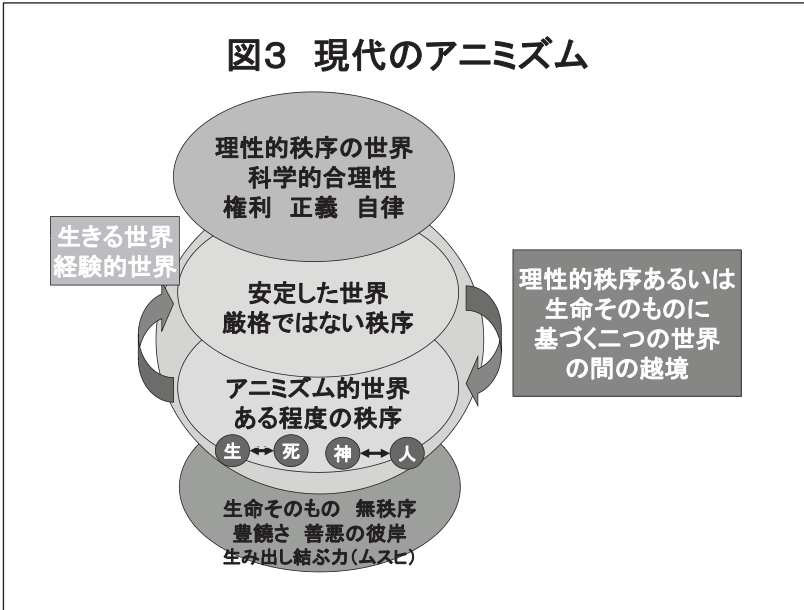 図3 現代のアニミズム
理性的秩序の世界
科学的合理性
権利 正義 自律
生きる世界
経験的世界
安定した世界
厳格ではない秩序
理性的秩序あるいは
生命そのものに
基づく二つの世界
の間の越境
アニミズム的世界
ある程度の秩序
生 死 神 人
生命そのもの 無秩序
豊饒さ 善悪の彼岸
生み出し結ぶ力(ムスヒ)